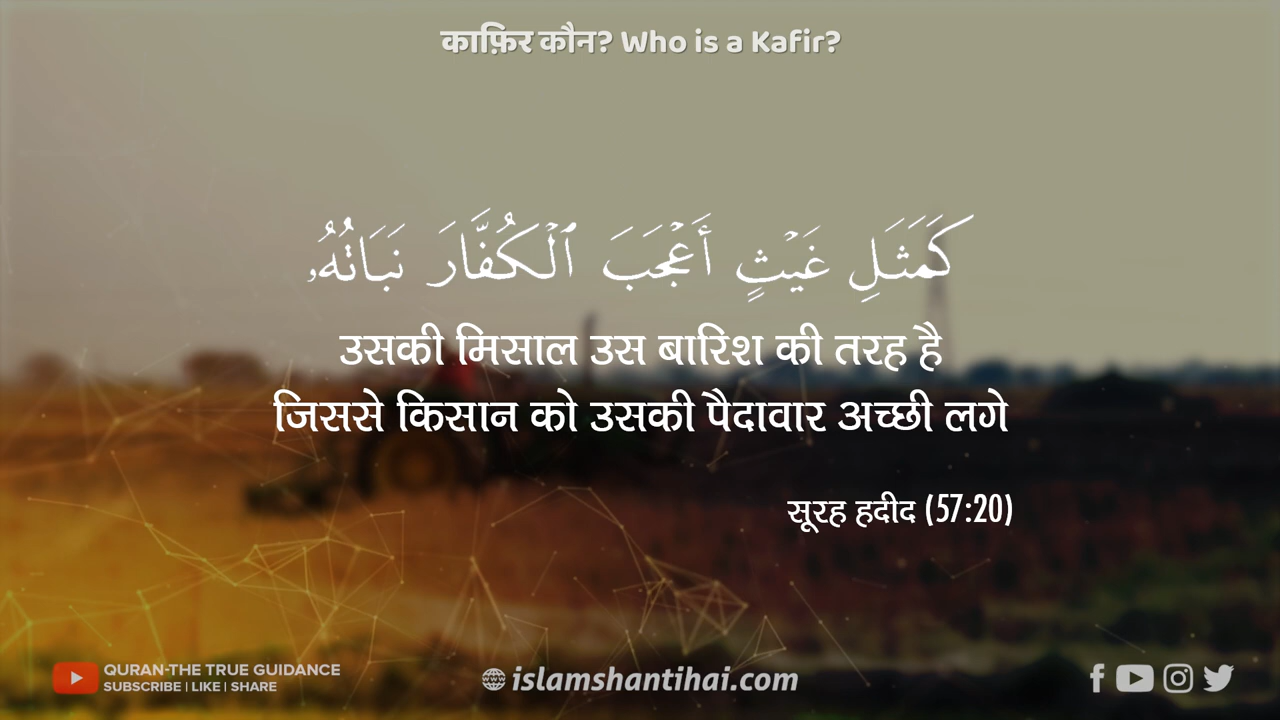 काफ़िर कौन? Who is a Kafir?
كَمَثَلِ غَيْثٍ أَعْجَبَ ٱلْكُفَّارَ نَبَاتُهُۥ
उसकी मिसाल उस बारिश की तरह है
जिससे किसान को उसकी पैदावार अच्छी लगे
सूरह हदीद (57:20)
QURAN-THE TRUE GUIDANCE
SUBSCRIBE | LIKE | SHARE
islamshantihai.com